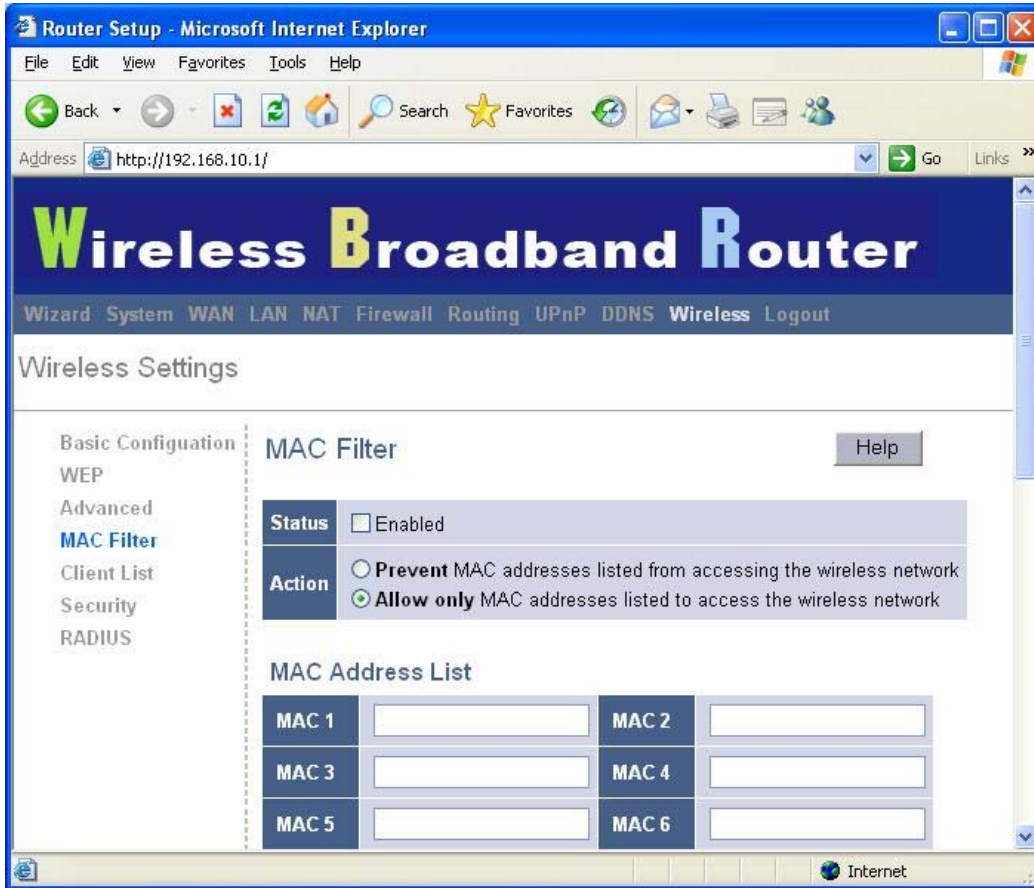 Router Setup - Microsoft Internet Explorer
File Edit View Favorites Tools Help
Back Search Favorites
Address http://192.168.10.1/ Go Links »
Wireless Broadband Router
Wizard System WAN LAN NAT Firewall Routing UPnP DDNS Wireless Logout
Wireless Settings
Basic Configuation
WEP
Advanced
MAC Filter
Client List
Security
RADIUS
MAC Filter Help
Status Enabled
Action Prevent MAC addresses listed from accessing the wireless network
Allow only MAC addresses listed to access the wireless network
MAC Address List
MAC 1 MAC 2
MAC 3 MAC 4
MAC 5 MAC 6
Internet